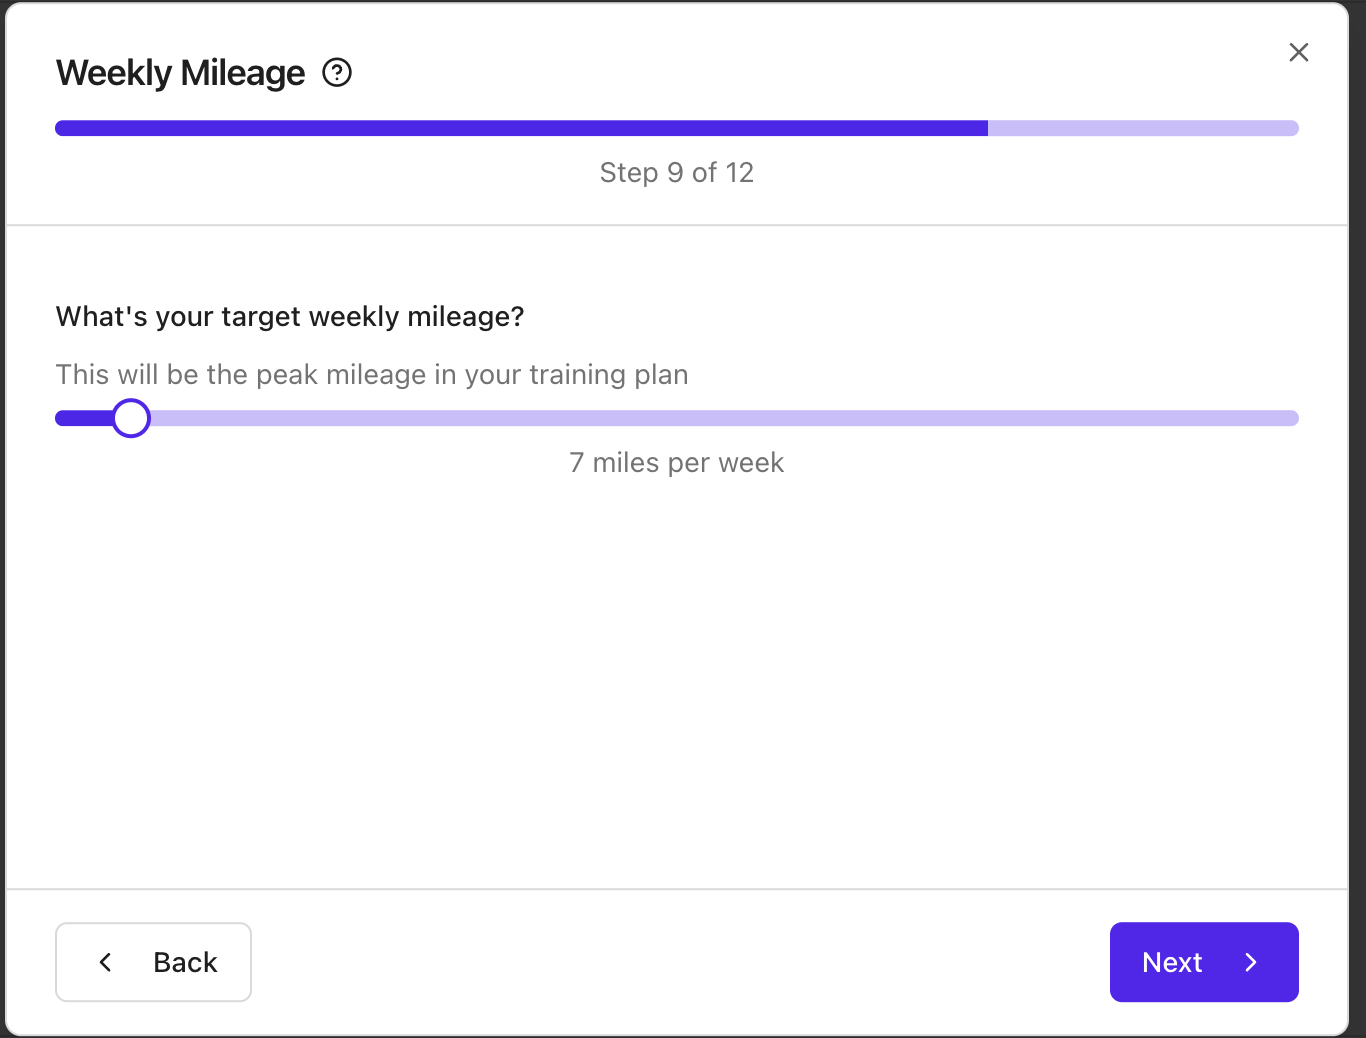 Weekly Mileage
Step 9 of 12
What's your target weekly mileage?
This will be the peak mileage in your training plan
7 miles per week
Back
Next